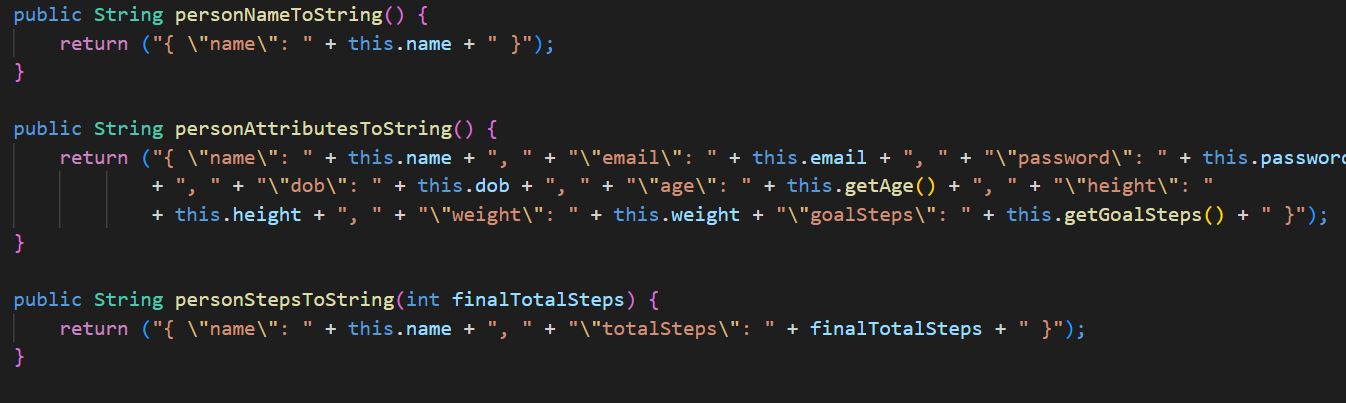 public String personNameToString() {
return ("{ \"name\": " + this.name + " }");
}
public String personAttributesToString() {
return ("{ \"name\": " + this.name + ", " + "\"email\": " + this.email + ", " + "\"password\": " + this.password
+ ", " + "\"dob\": " + this.dob + ", " + "\"age\": " + this.getAge() + ", " + "\"height\": "
+ this.height + ", " + "\"weight\": " + this.weight + "\"goalSteps\": " + this.getGoalSteps() + " }");
}
public String personStepsToString(int finalTotalSteps) {
return ("{ \"name\": " + this.name + ", " + "\"totalSteps\": " + finalTotalSteps + " }");
}